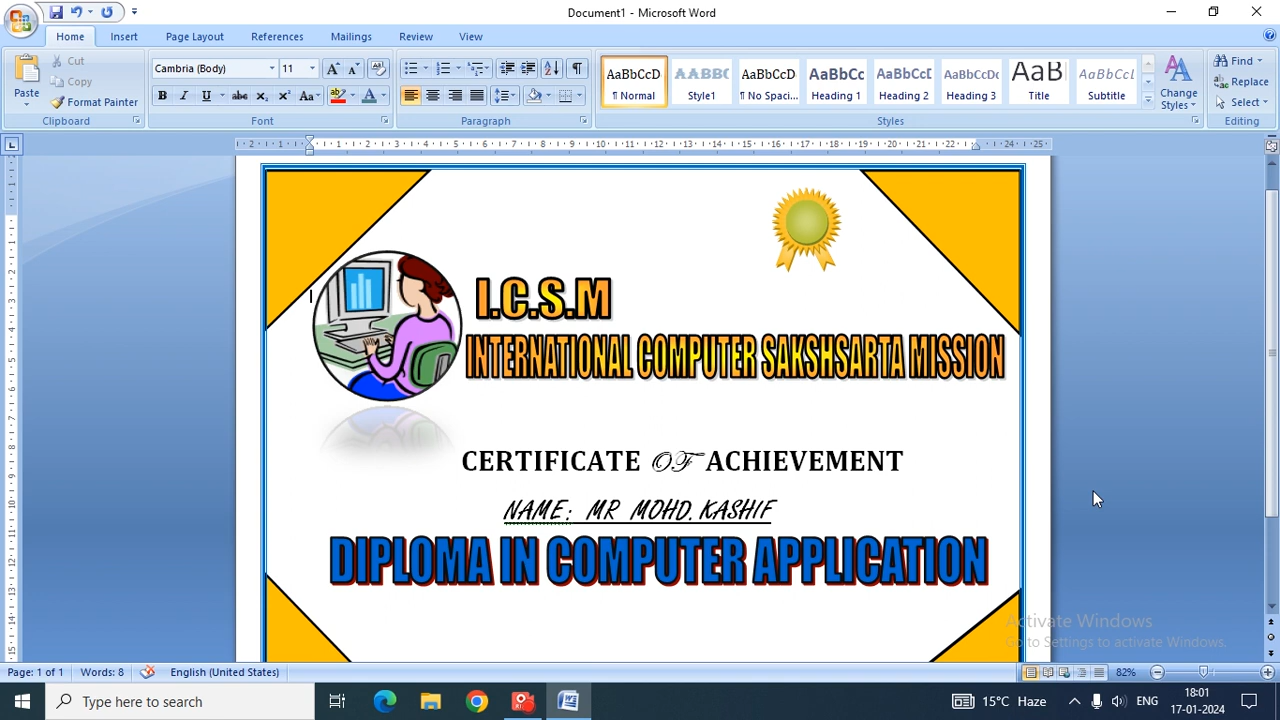 Document1 - Microsoft Word
Home Insert Page Layout References Mailings Review View
Paste
Cut
Copy
Format Painter
Clipboard
Cambria (Body) 11
Font
Paragraph
AaBbCcD AABBC AaBbCcD AaBbCc AaBbCcD AaBbCcDc AaB AaBbCcL
¶ Normal Style1 ¶ No Spaci... Heading 1 Heading 2 Heading 3 Title Subtitle
Change
Styles
Styles
Find
Replace
Select
Editing
I.C.S.M
INTERNATIONAL COMPUTER SAKSHSARTA MISSION
CERTIFICATE OF ACHIEVEMENT
NAME: MR MOHD. KASHIF
DIPLOMA IN COMPUTER APPLICATION
Activate Windows
Go to Settings to activate Windows.
Page: 1 of 1 Words: 8 English (United States) 82%
Type here to search
15°C Haze ENG
18:01
17-01-2024